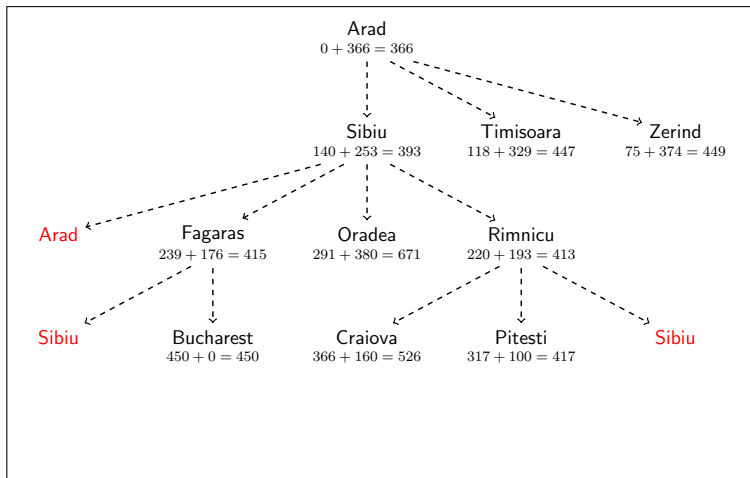 Arad
0 + 366 = 366
Sibiu Timisoara Zerind
140 + 253 = 393 118 + 329 = 447 75 + 374 = 449
Arad Fagaras Oradea Rimnicu
239 + 176 = 415 291 + 380 = 671 220 + 193 = 413
Sibiu Bucharest Craiova Pitesti Sibiu
450 + 0 = 450 366 + 160 = 526 317 + 100 = 417